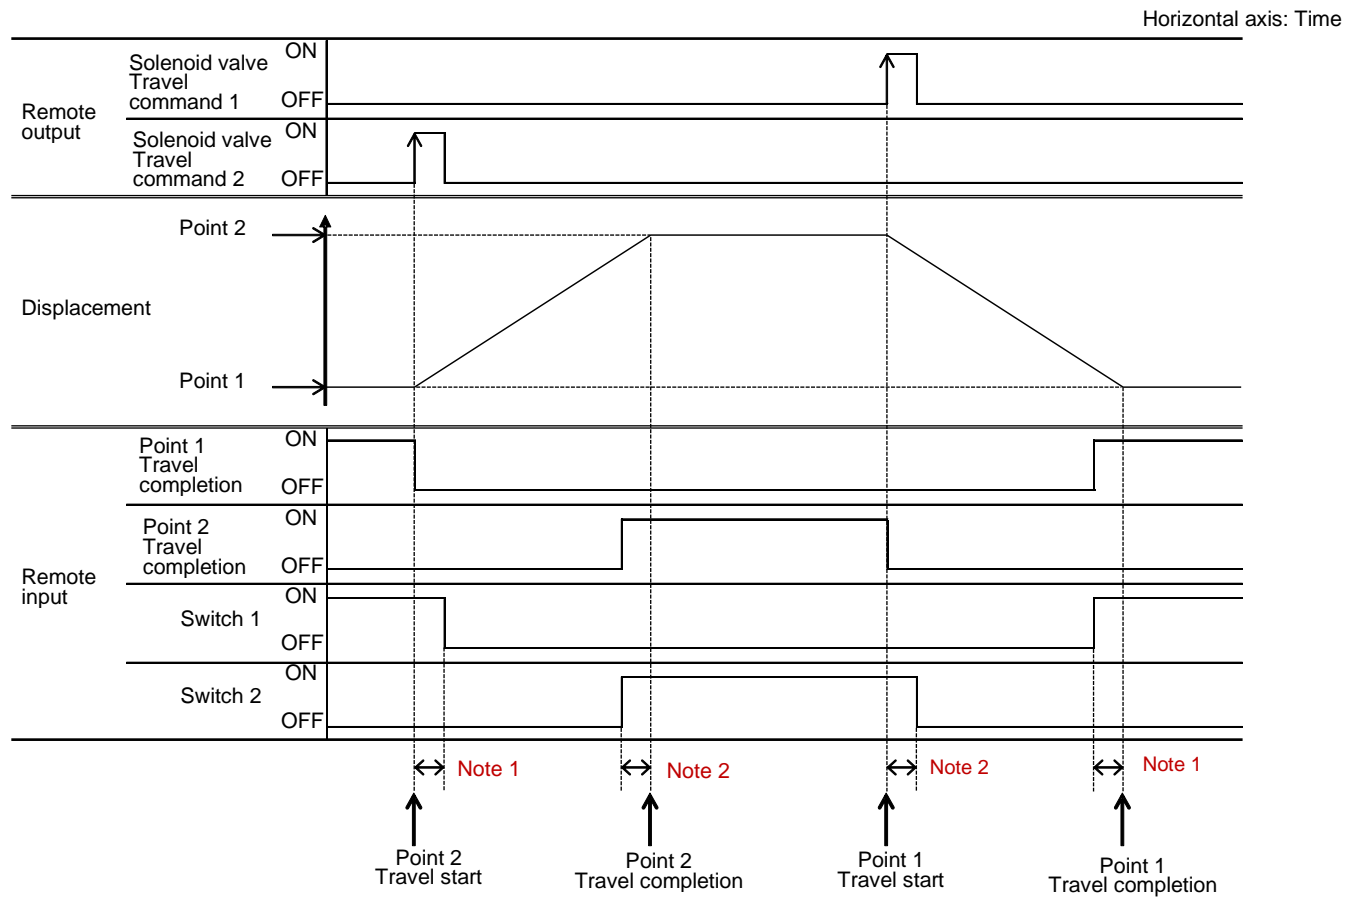 Horizontal axis: Time
Remote
output
Solenoid valve
Travel
command 1
ON
OFF
Solenoid valve
Travel
command 2
ON
OFF
Displacement
Point 2
Point 1
Remote
input
Point 1
Travel
completion
ON
OFF
Point 2
Travel
completion
ON
OFF
Switch 1
ON
OFF
Switch 2
ON
OFF
Note 1
Note 2
Note 2
Note 1
Point 2
Travel start
Point 2
Travel completion
Point 1
Travel start
Point 1
Travel completion